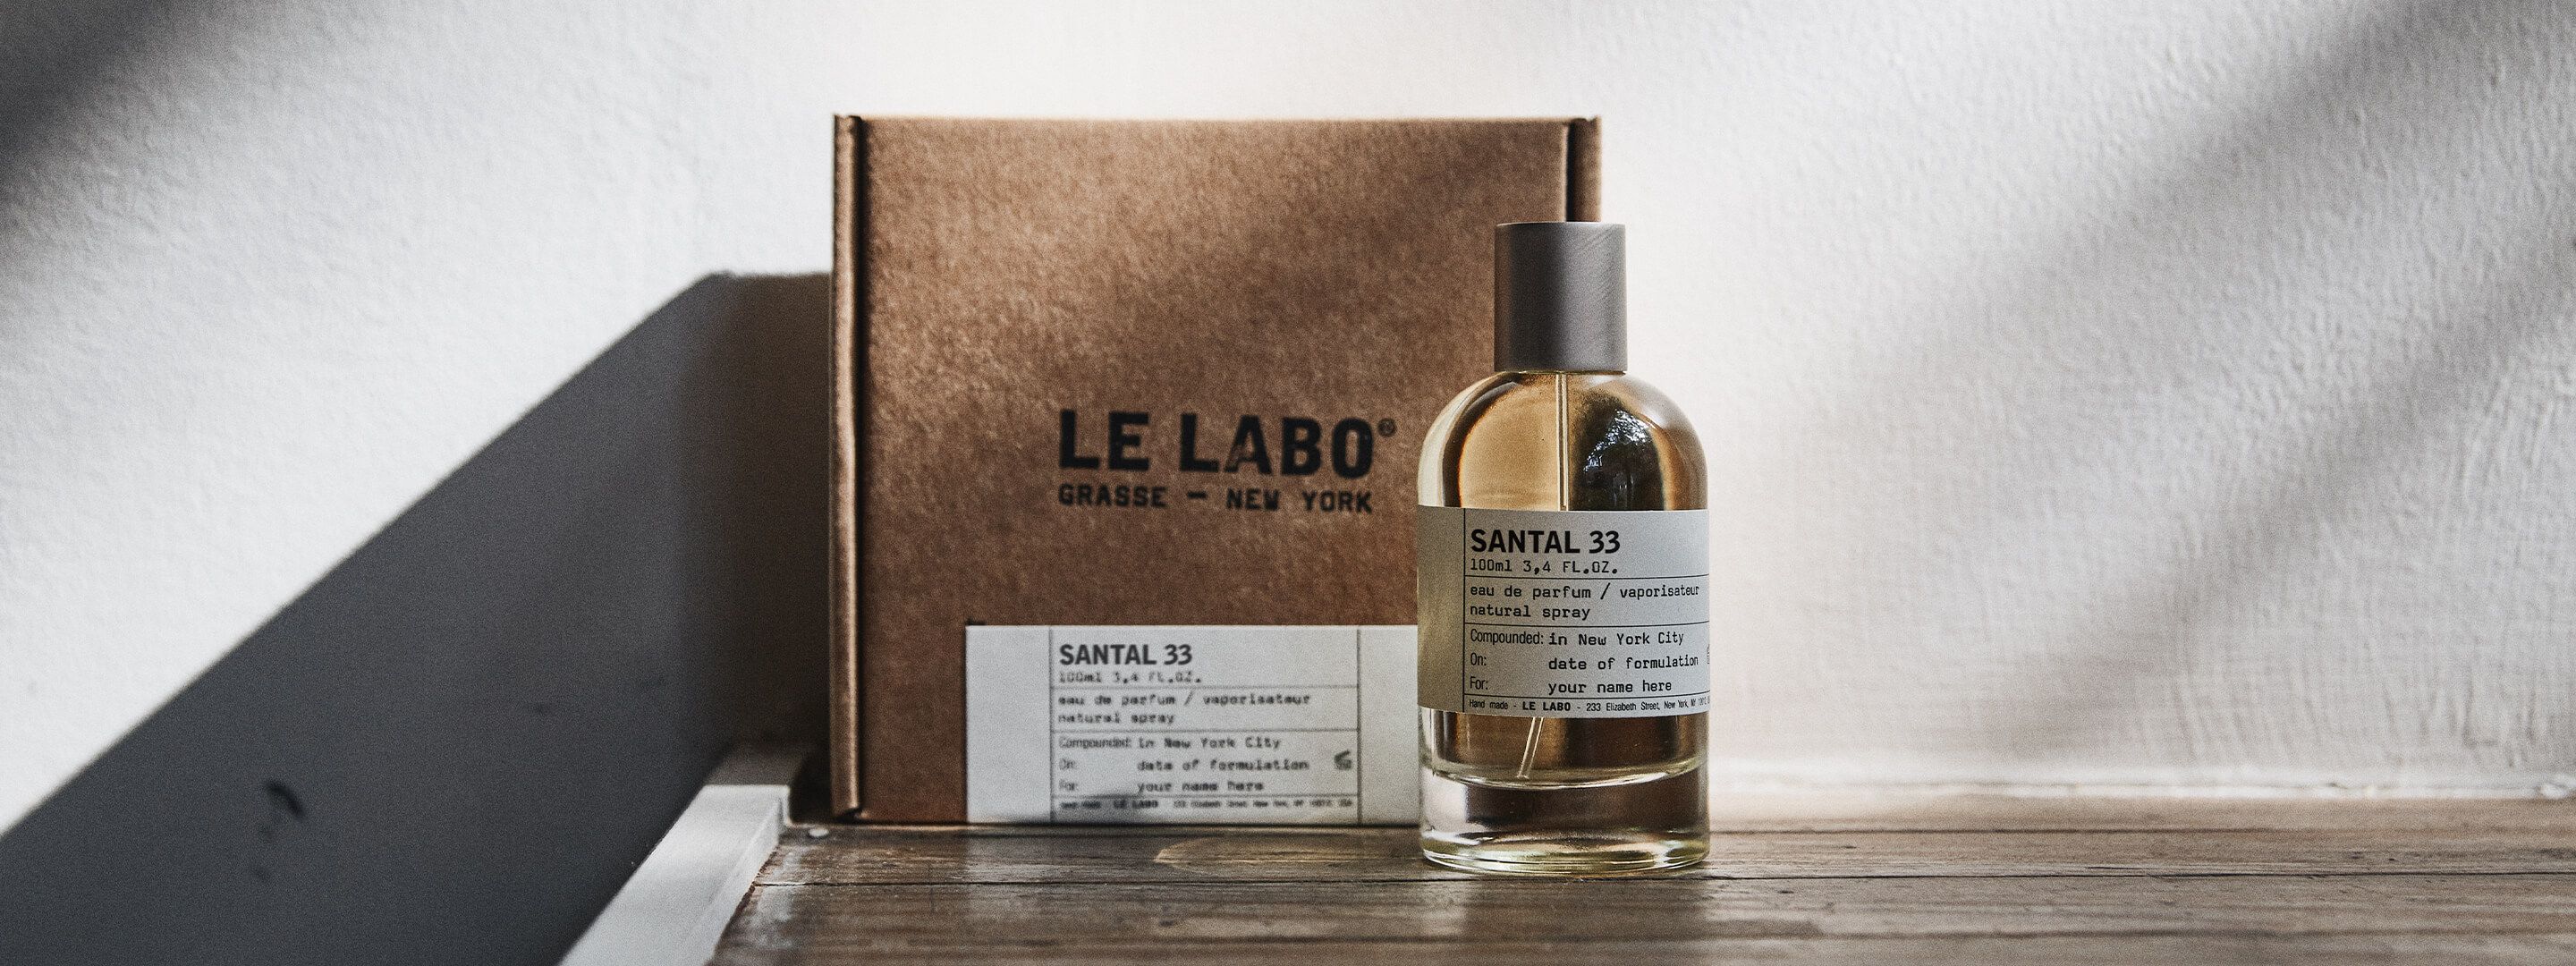 LE LABO®
GRASSE — NEW YORK
SANTAL 33
100ml 3,4 FL.OZ.
eau de parfum / vaporisateur
natural spray
Compounded: in New York City
On: date of formulation
For: your name here
LE LABO
SANTAL 33
100ml 3,4 FL.OZ.
eau de parfum / vaporisateur
natural spray
Compounded: in New York City
On: date of formulation
For: your name here
Hand made - LE LABO - 233 Elizabeth Street, New York, NY